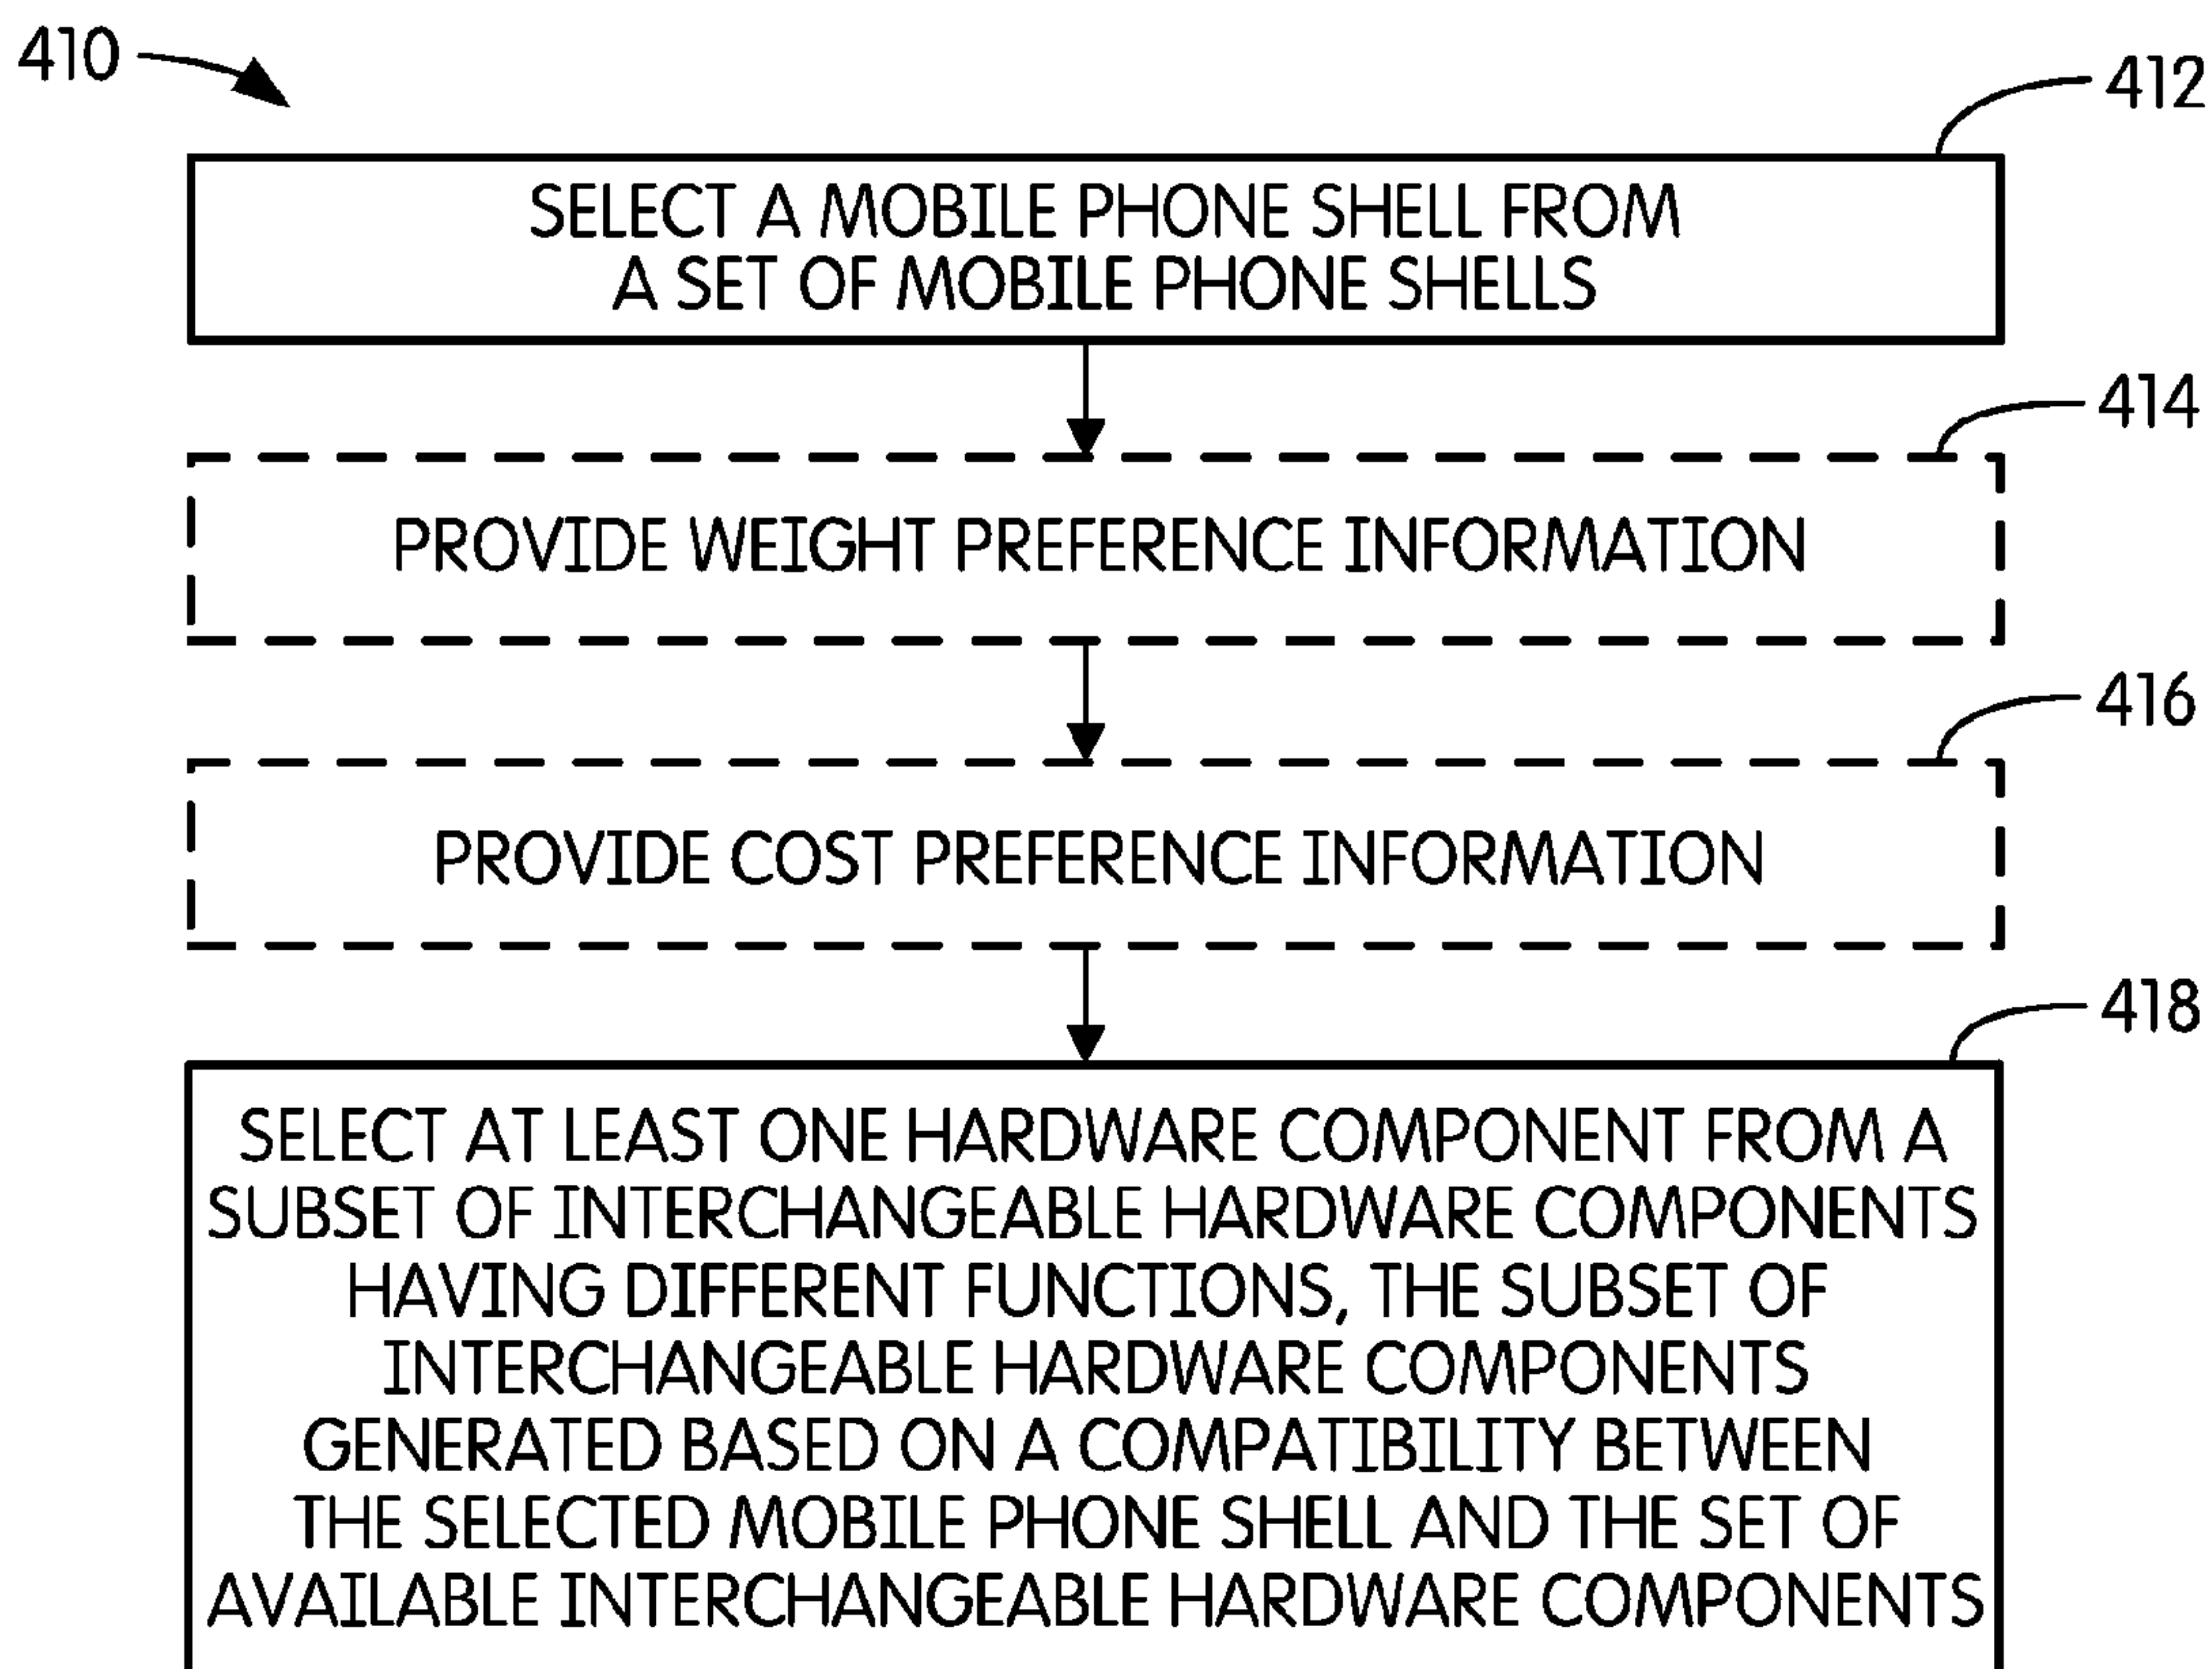 410
412
SELECT A MOBILE PHONE SHELL FROM
A SET OF MOBILE PHONE SHELLS
414
PROVIDE WEIGHT PREFERENCE INFORMATION
416
PROVIDE COST PREFERENCE INFORMATION
418
SELECT AT LEAST ONE HARDWARE COMPONENT FROM A
SUBSET OF INTERCHANGEABLE HARDWARE COMPONENTS
HAVING DIFFERENT FUNCTIONS, THE SUBSET OF
INTERCHANGEABLE HARDWARE COMPONENTS
GENERATED BASED ON A COMPATIBILITY BETWEEN
THE SELECTED MOBILE PHONE SHELL AND THE SET OF
AVAILABLE INTERCHANGEABLE HARDWARE COMPONENTS